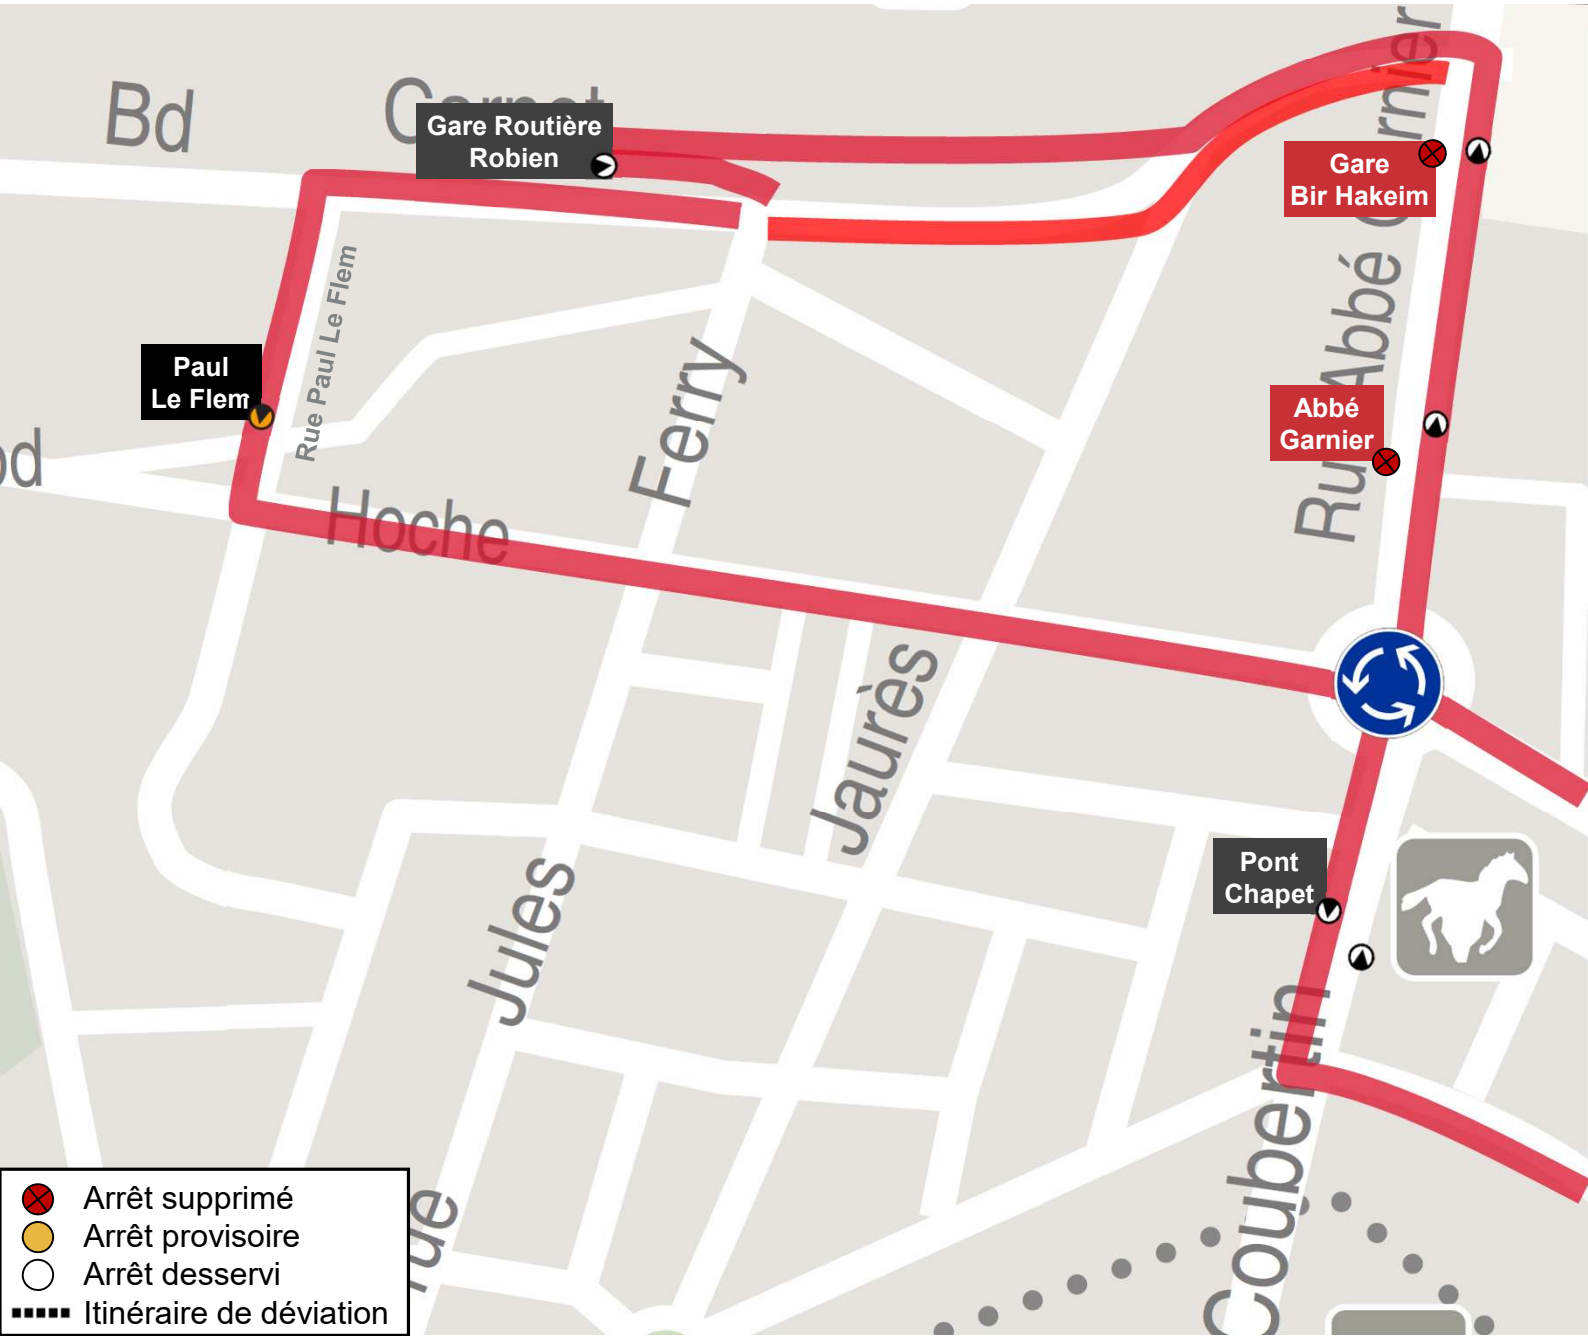 Bd
Gare Routière
Robien
Gare
Bir Hakeim
Rue Paul Le Flem
Paul
Le Flem
Ferry
Abbé
Garnier
Hoche
Jaurès
Jules
Pont
Chapet
Coubertin
Arrêt supprimé
Arrêt provisoire
Arrêt desservi
Itinéraire de déviation